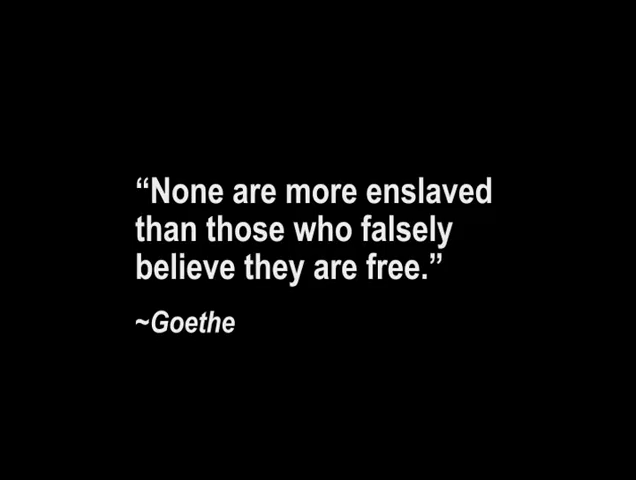 “None are more enslaved
than those who falsely
believe they are free.”
~Goethe